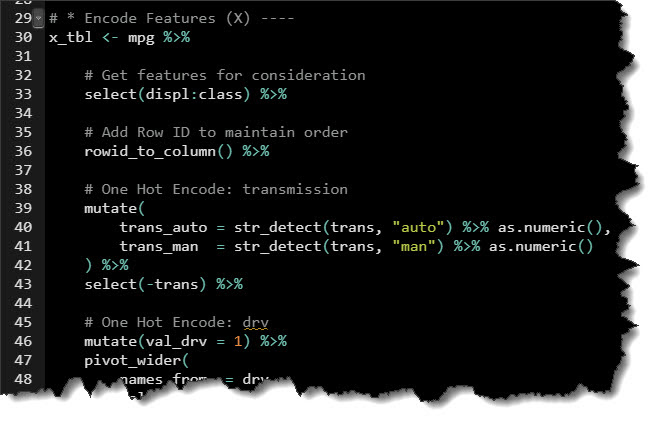 29 # * Encode Features (X) ----
30 x_tbl <- mpg %>%
31
32     # Get features for consideration
33     select(displ:class) %>%
34
35     # Add Row ID to maintain order
36     rowid_to_column() %>%
37
38     # One Hot Encode: transmission
39     mutate(
40         trans_auto = str_detect(trans, "auto") %>% as.numeric(),
41         trans_man  = str_detect(trans, "man") %>% as.numeric()
42     ) %>%
43     select(-trans) %>%
44
45     # One Hot Encode: drv
46     mutate(val_drv = 1) %>%
47     pivot_wider(
48         names_from  = drv